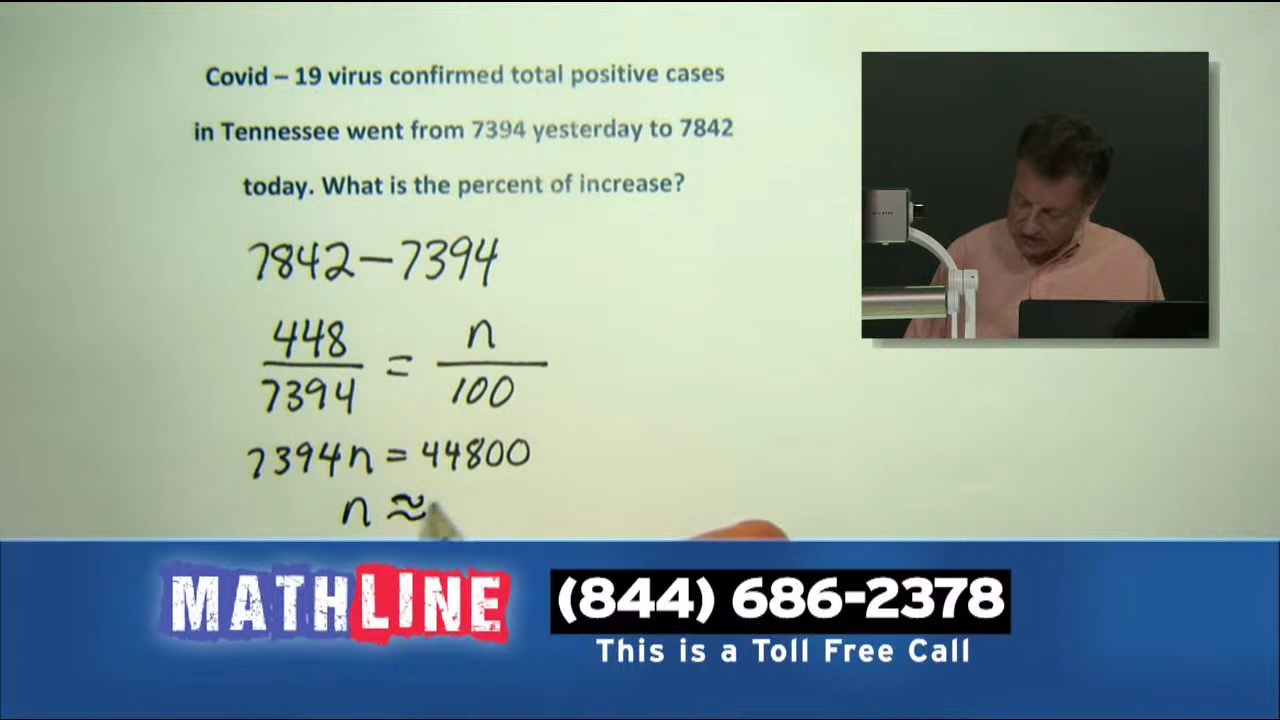 Covid – 19 virus confirmed total positive cases
in Tennessee went from 7394 yesterday to 7842
today. What is the percent of increase?
7842 – 7394
448/7394 = n/100
7394n = 44800
n ≈
MATHLINE
(844) 686-2378
This is a Toll Free Call